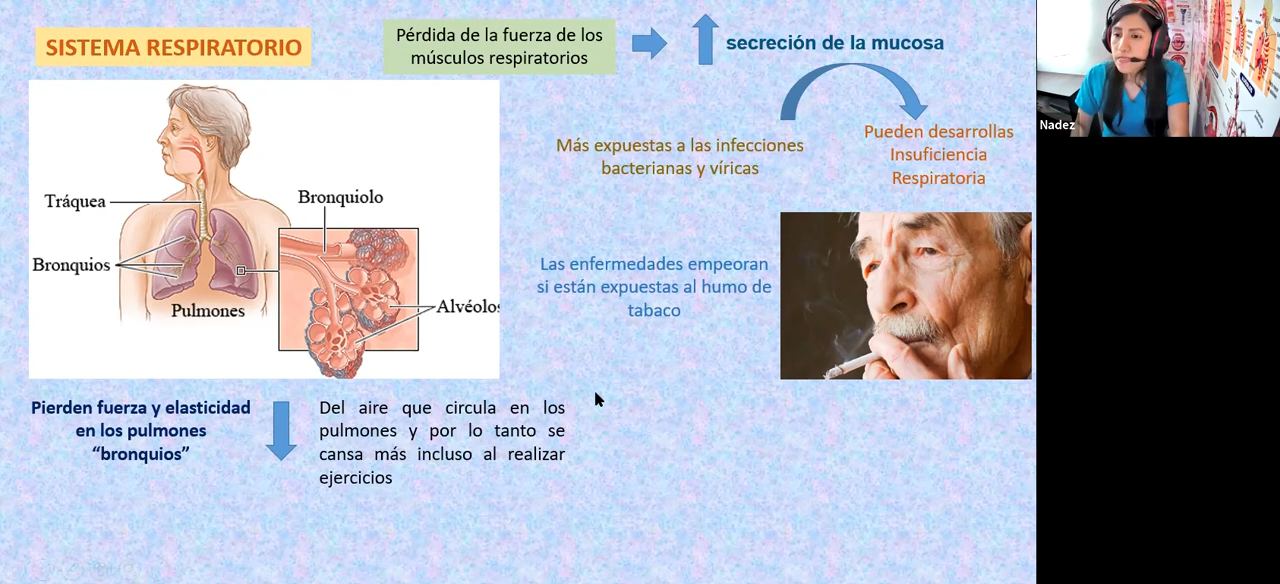 SISTEMA RESPIRATORIO
Pérdida de la fuerza de los
músculos respiratorios
secreción de la mucosa
Más expuestas a las infecciones
bacterianas y víricas
Pueden desarrollas
Insuficiencia
Respiratoria
Tráquea
Bronquiolo
Bronquios
Pulmones
Alvéolos
Las enfermedades empeoran
si están expuestas al humo de
tabaco
Pierden fuerza y elasticidad
en los pulmones
“bronquios”
Del aire que circula en los
pulmones y por lo tanto se
cansa más incluso al realizar
ejercicios
Nadez